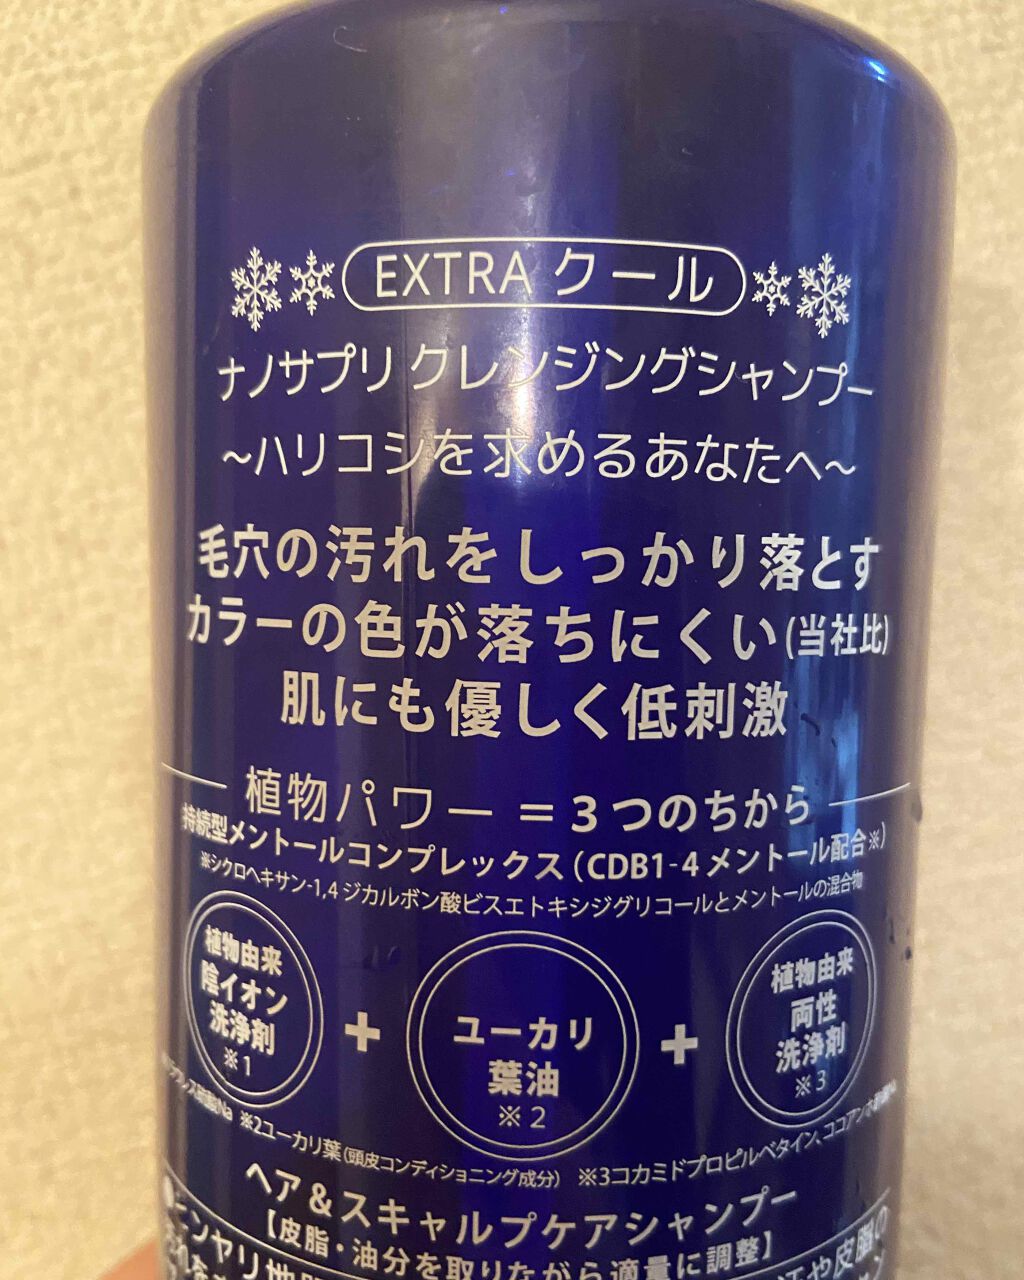 EXTRA クール
ナノサプリ クレンジングシャンプー
～ハリコシを求めるあなたへ～
毛穴の汚れをしっかり落とす
カラーの色が落ちにくい(当社比)
肌にも優しく低刺激
植物パワー = 3つのちから
持続型メントールコンプレックス(CDB1-4メントール配合※)
※シクロヘキサン-1,4 ジカルボン酸ビスエトキシジグリコールとメントールの混合物
植物由来
陰イオン
洗浄剤
※1
+
ユーカリ
葉油
※2
+
植物由来
両性
洗浄剤
※3
※2ユーカリ葉(頭皮コンディショニング成分) ※3コカミドプロピルベタイン、
ヘア&スキャルプケアシャンプー
【皮脂・油分を取りながら適量に調整】